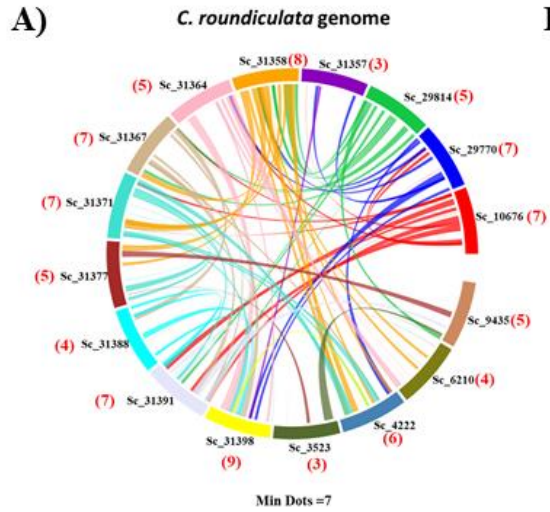 A)
C. roundiculata genome
Sc_31358 (8)
Sc_31357 (3)
(5) Sc_31364
Sc_29814 (5)
(7) Sc_31367
Sc_29770 (7)
(7) Sc_31371
Sc_10676 (7)
(5) Sc_31377
Sc_9435 (5)
(4) Sc_31388
Sc_6210 (4)
(7) Sc_31391
Sc_4222
(6)
Sc_31398
(9)
Sc_3523
(3)
Min Dots =7